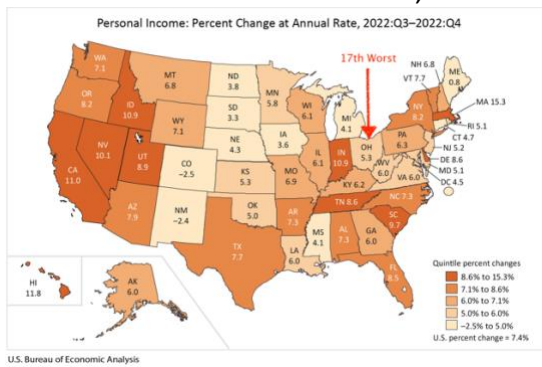 Personal Income: Percent Change at Annual Rate, 2022:Q3–2022:Q4
17th Worst
WA
7.1
OR
8.2
CA
11.0
NV
10.1
ID
10.9
MT
6.8
WY
7.1
UT
8.9
AZ
7.9
CO
−2.5
NM
−2.4
ND
3.8
SD
3.3
NE
4.3
KS
5.3
OK
5.0
TX
7.7
MN
5.8
IA
3.6
MO
6.9
AR
7.3
LA
6.0
WI
6.1
IL
6.1
MS
4.1
MI
4.1
IN
10.9
OH
5.3
KY 6.2
TN 8.6
AL
7.3
GA
6.0
FL
8.5
SC
9.7
NC 7.3
WV
6.0
VA 6.0
PA
6.3
NY
8.2
VT 7.7
NH 6.8
ME
0.8
MA 15.3
RI 5.1
CT 4.7
NJ 5.2
DE 8.6
MD 5.1
DC 4.5
HI
11.8
AK
6.0
Quintile percent changes
8.6% to 15.3%
7.1% to 8.6%
6.0% to 7.1%
5.0% to 6.0%
−2.5% to 5.0%
U.S. percent change = 7.4%
U.S. Bureau of Economic Analysis